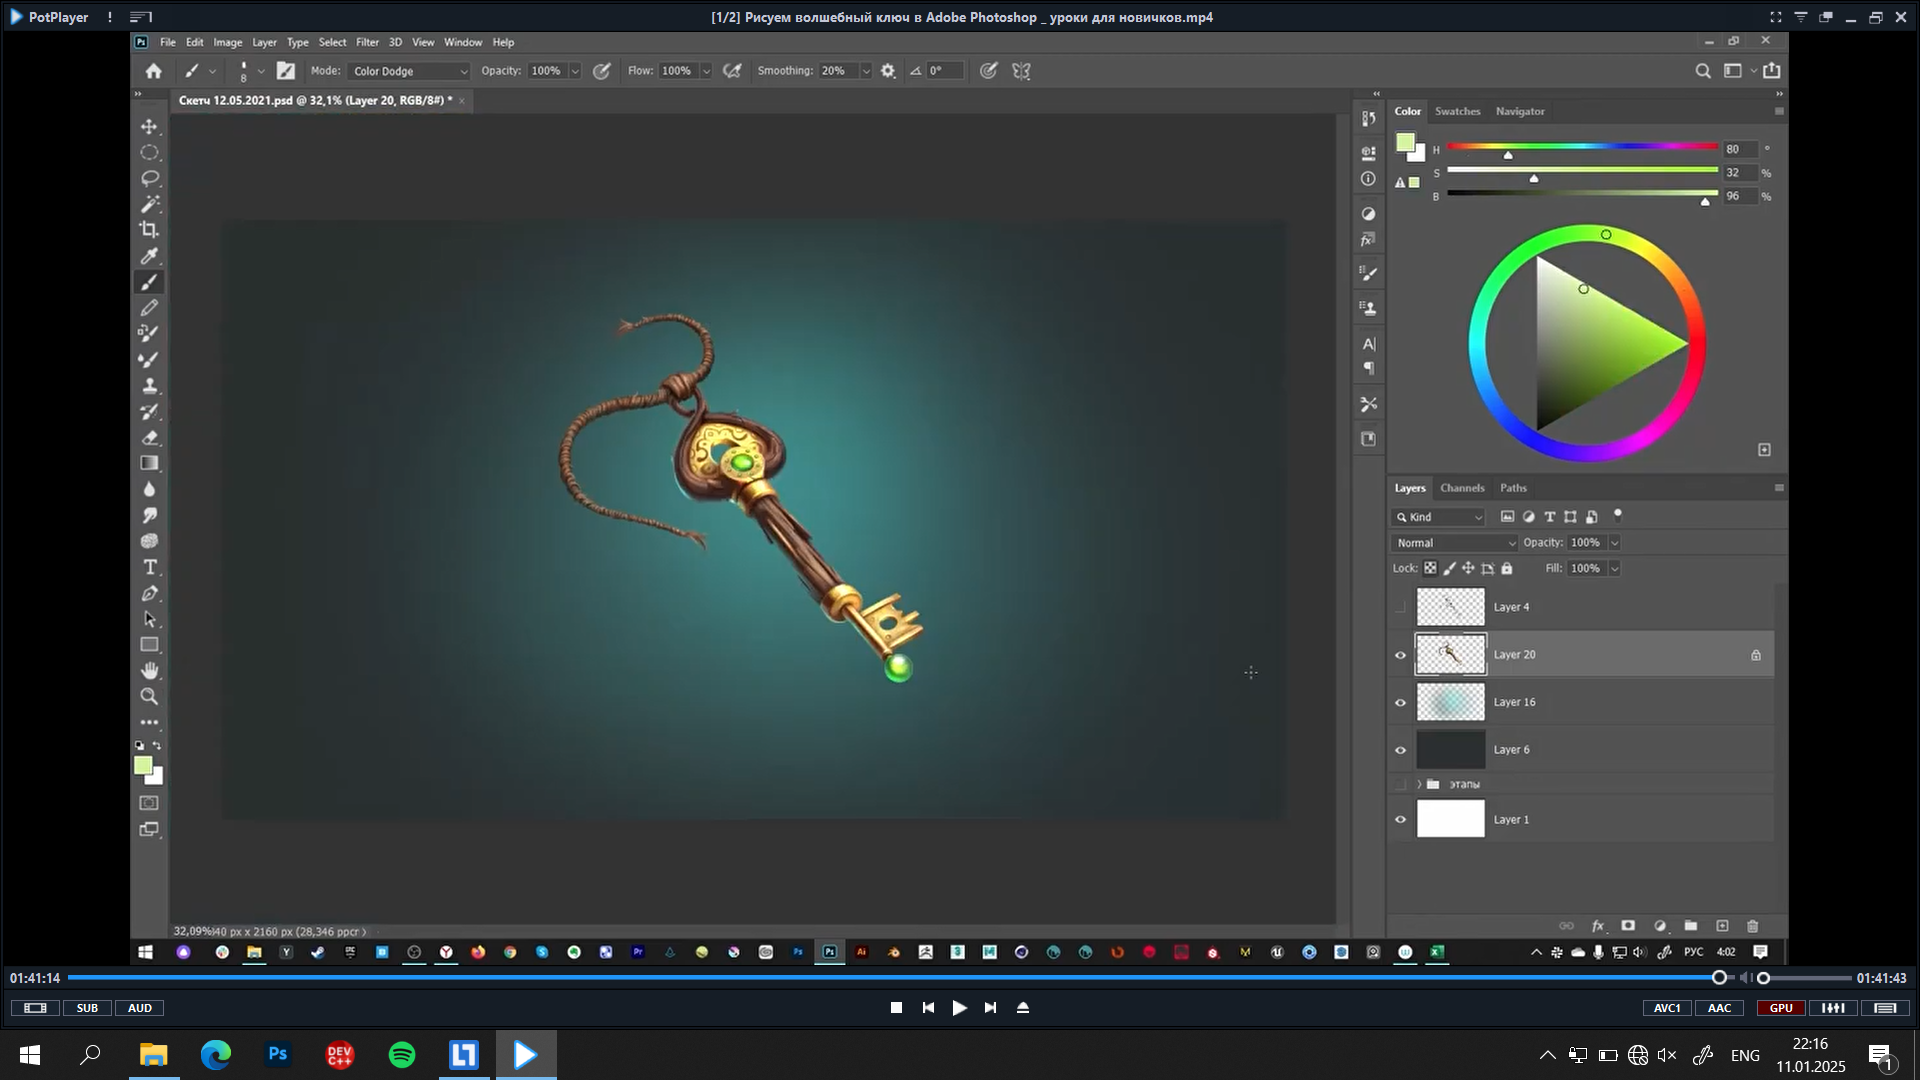 PotPlayer
[1/2] Рисуем волшебный ключ в Adobe Photoshop _ уроки для новичков.mp4
Ps File Edit Image Layer Type Select Filter 3D View Window Help
8 Mode: Color Dodge Opacity: 100% Flow: 100% Smoothing: 20% 0°
Скетч 12.05.2021.psd @ 32,1% (Layer 20, RGB/8#) *
Color Swatches Navigator
H 80 °
S 32 %
B 96 %
Layers Channels Paths
Kind
Normal Opacity: 100%
Lock: Fill: 100%
Layer 4
Layer 20
Layer 16
Layer 6
этапы
Layer 1
32,09% 40 px x 2160 px (28,346 ppcm)
РУС 4:02
01:41:14 01:41:43
SUB AUD AVC1 AAC GPU
Ps DEV C++ ENG 22:16
11.01.2025
1